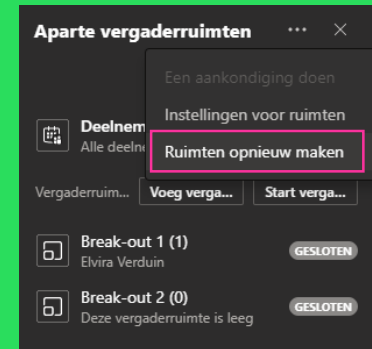 Aparte vergaderruimten
Een aankondiging doen
Instellingen voor ruimten
Ruimten opnieuw maken
Deelnem
Alle deeln
Vergaderruim... Voeg verga... Start verga...
Break-out 1 (1)
Elvira Verduin
GESLOTEN
Break-out 2 (0)
Deze vergaderruimte is leeg
GESLOTEN